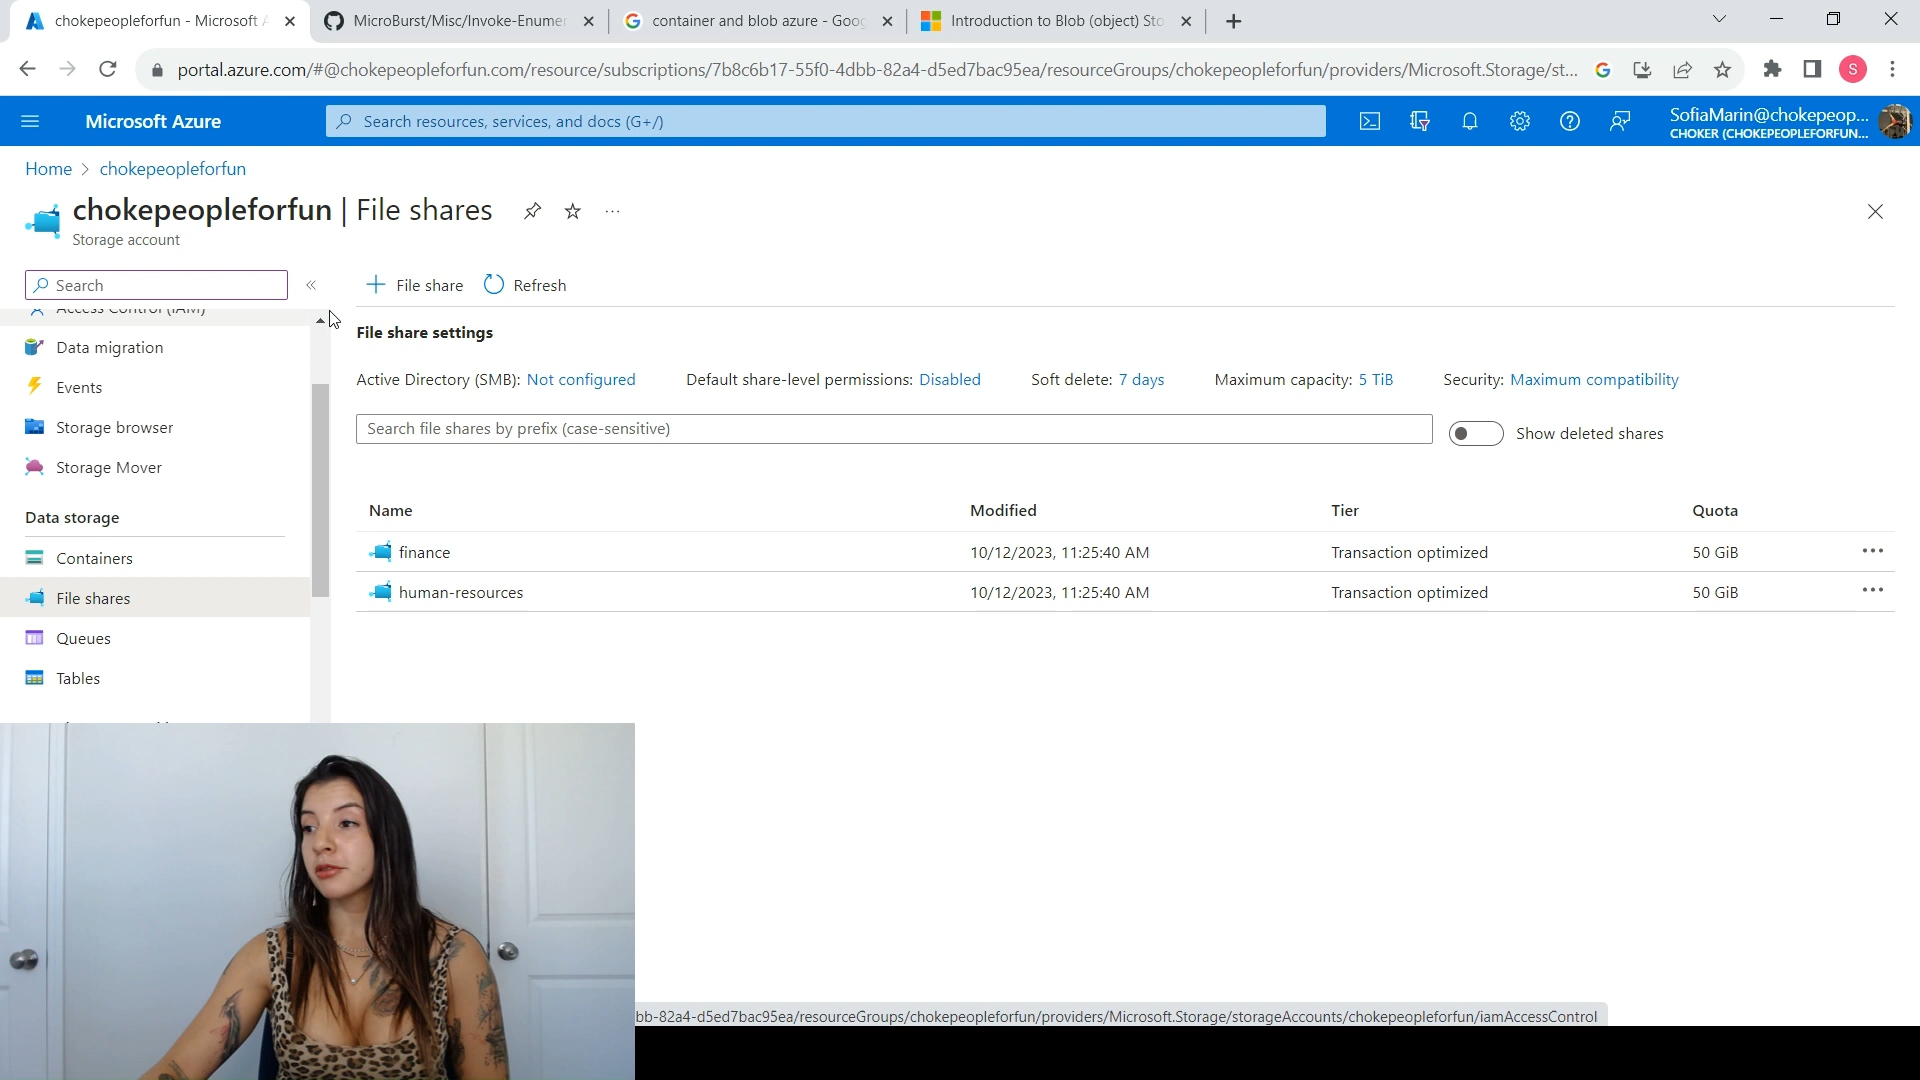 chokepeopleforfun - Microsoft A
MicroBurst/Misc/Invoke-Enumer
container and blob azure - Goog
Introduction to Blob (object) Sto
portal.azure.com/#@chokepeopleforfun.com/resource/subscriptions/7b8c6b17-55f0-4dbb-82a4-d5ed7bac95ea/resourceGroups/chokepeopleforfun/providers/Microsoft.Storage/st...
S
Microsoft Azure
Search resources, services, and docs (G+/)
SofiaMarin@chokepeop...
CHOKER (CHOKEPEOPLEFORFUN....
Home > chokepeopleforfun
chokepeopleforfun | File shares
Storage account
Search
File share
Refresh
Access Control (IAM)
Data migration
Events
Storage browser
Storage Mover
Data storage
Containers
File shares
Queues
Tables
File share settings
Active Directory (SMB): Not configured
Default share-level permissions: Disabled
Soft delete: 7 days
Maximum capacity: 5 TiB
Security: Maximum compatibility
Search file shares by prefix (case-sensitive)
Show deleted shares
Name Modified Tier Quota
finance 10/12/2023, 11:25:40 AM Transaction optimized 50 GiB
human-resources 10/12/2023, 11:25:40 AM Transaction optimized 50 GiB
bb-82a4-d5ed7bac95ea/resourceGroups/chokepeopleforfun/providers/Microsoft.Storage/storageAccounts/chokepeopleforfun/iamAccessControl